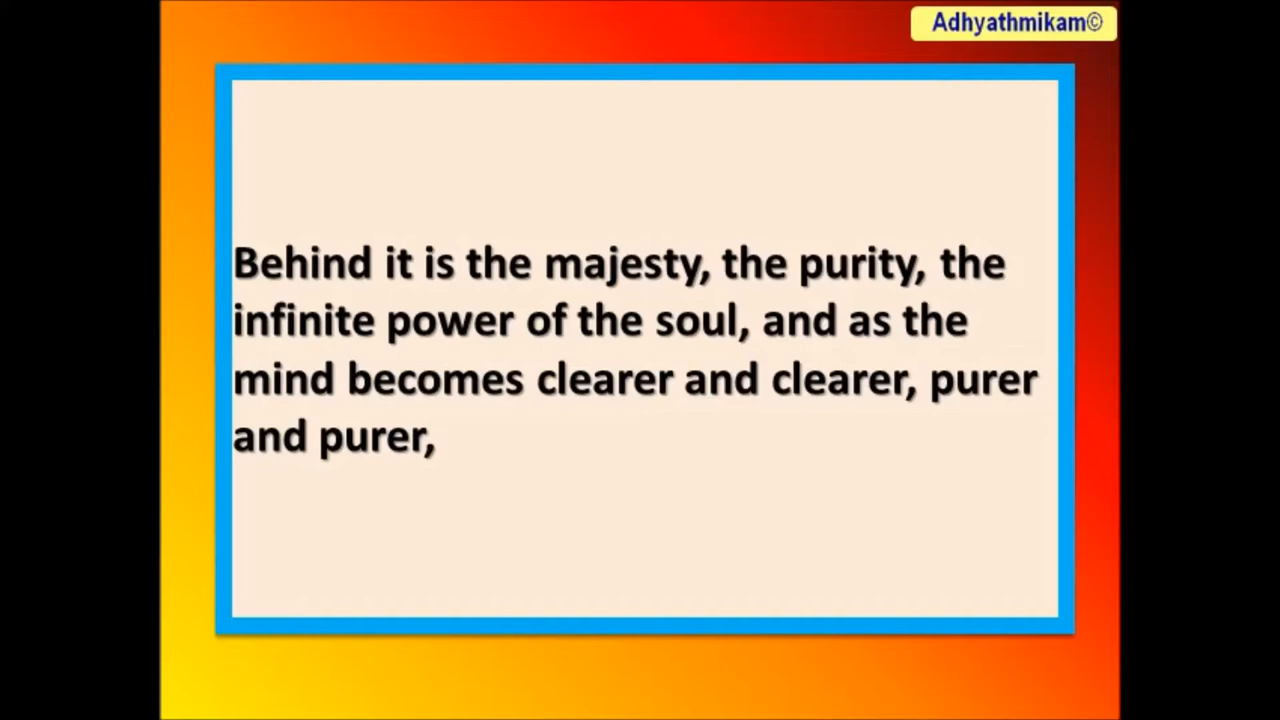 Adhyathmikam©
Behind it is the majesty, the purity, the
infinite power of the soul, and as the
mind becomes clearer and clearer, purer
and purer,